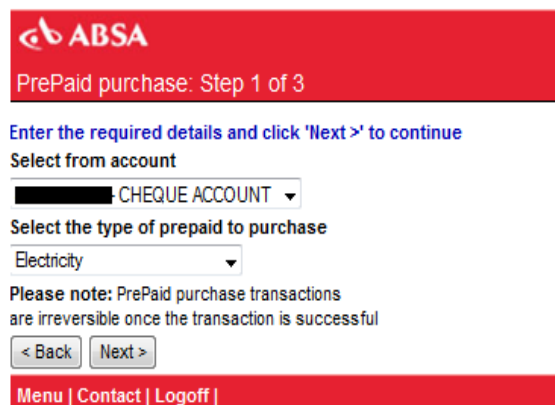 ABSA
PrePaid purchase: Step 1 of 3
Enter the required details and click 'Next >' to continue
Select from account
- CHEQUE ACCOUNT
Select the type of prepaid to purchase
Electricity
Please note: PrePaid purchase transactions
are irreversible once the transaction is successful
< Back Next >
Menu | Contact | Logoff |